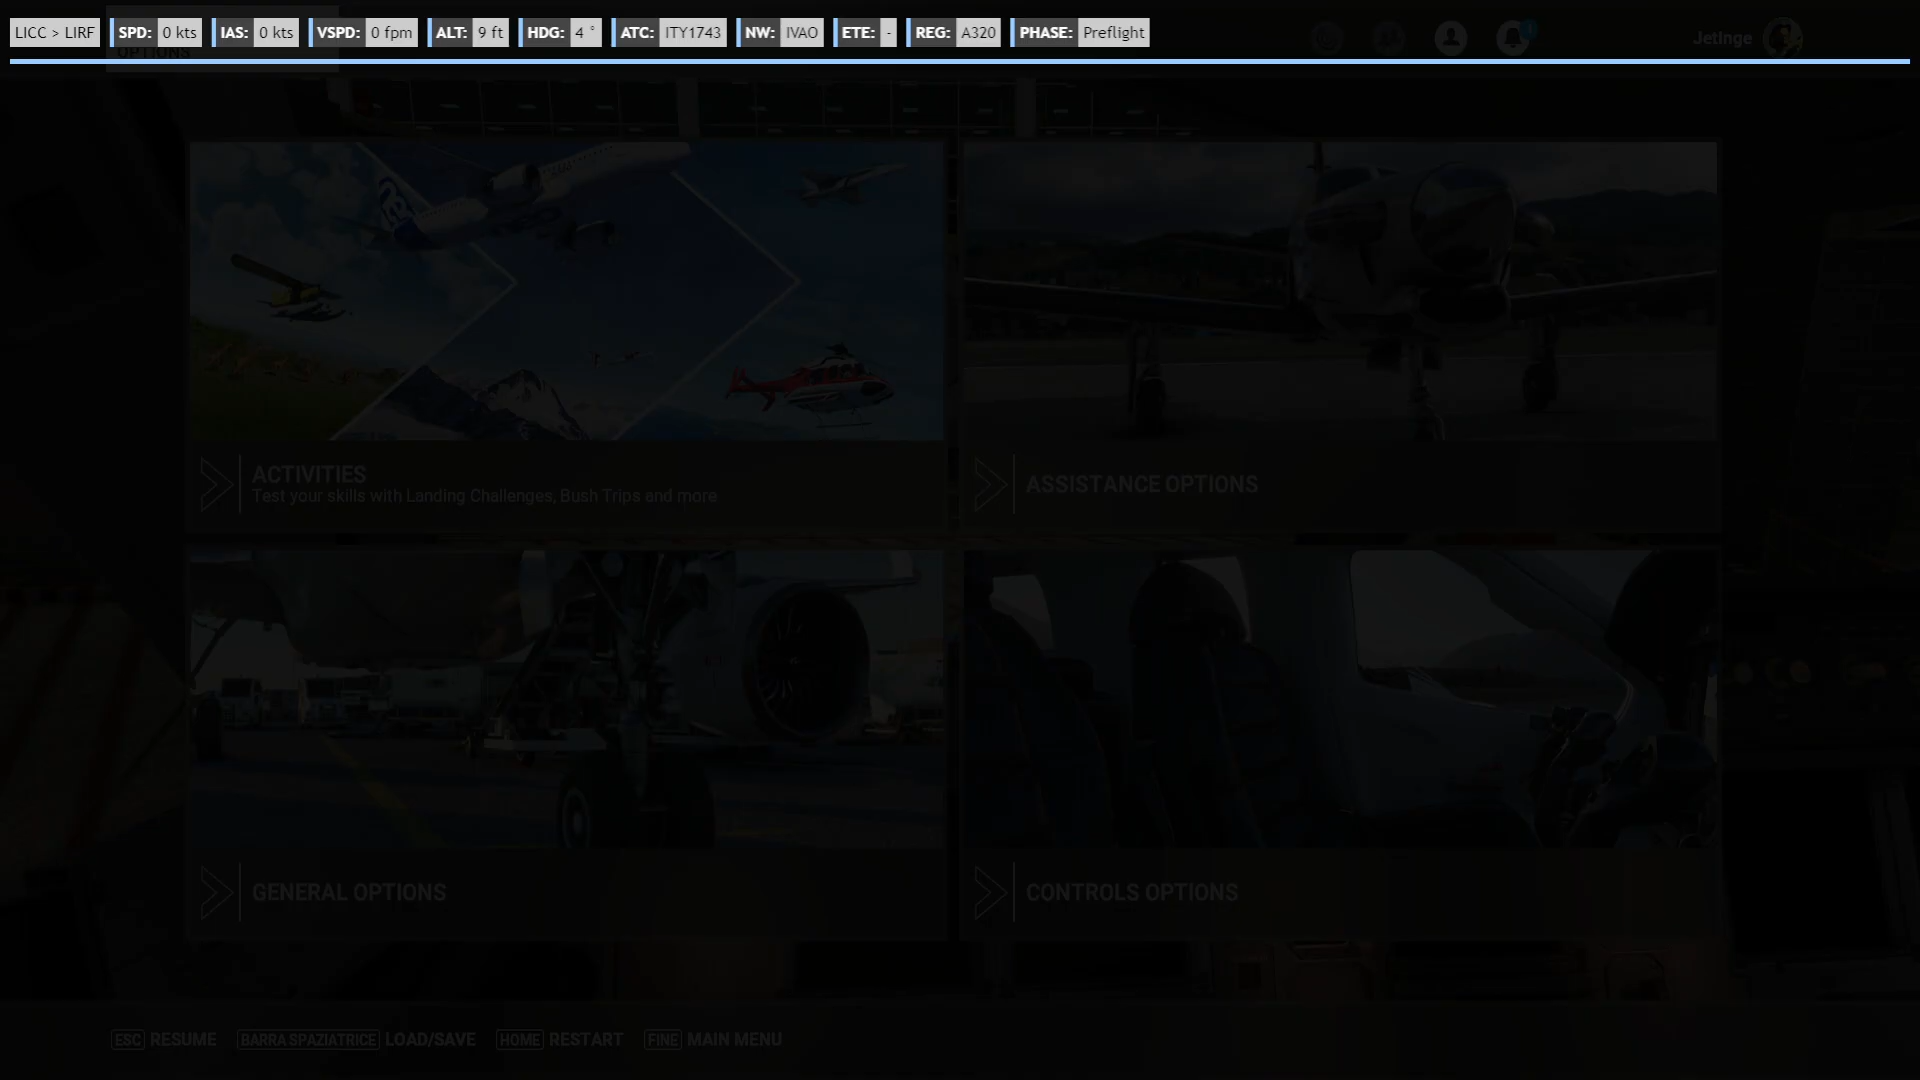 LICC > LIRF SPD: 0 kts IAS: 0 kts VSPD: 0 fpm ALT: 9 ft HDG: 4 ° ATC: ITY1743 NW: IVAO ETE: - REG: A320 PHASE: Preflight
OPTIONS
JetInge
ACTIVITIES
Test your skills with Landing Challenges, Bush Trips and more
ASSISTANCE OPTIONS
GENERAL OPTIONS
CONTROLS OPTIONS
ESC RESUME BARRA SPAZIATRICE LOAD/SAVE HOME RESTART FINE MAIN MENU